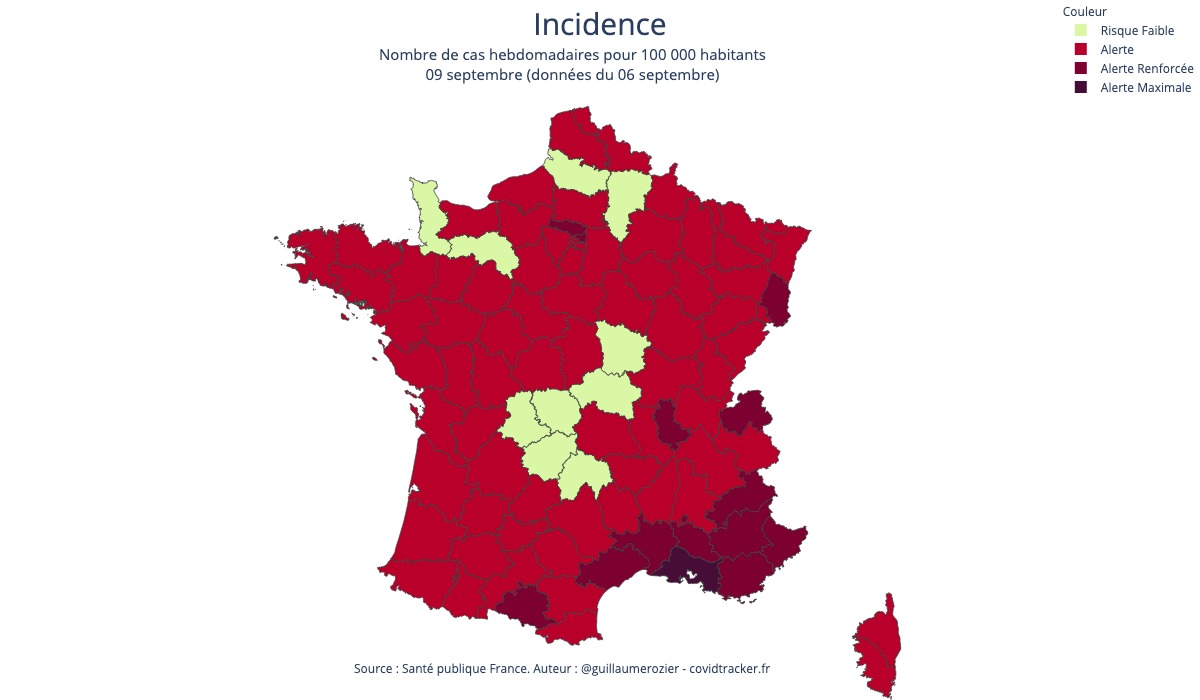 Incidence
Nombre de cas hebdomadaires pour 100 000 habitants
09 septembre (données du 06 septembre)
Couleur
Risque Faible
Alerte
Alerte Renforcée
Alerte Maximale
Source : Santé publique France. Auteur : @guillaumerozier - covidtracker.fr